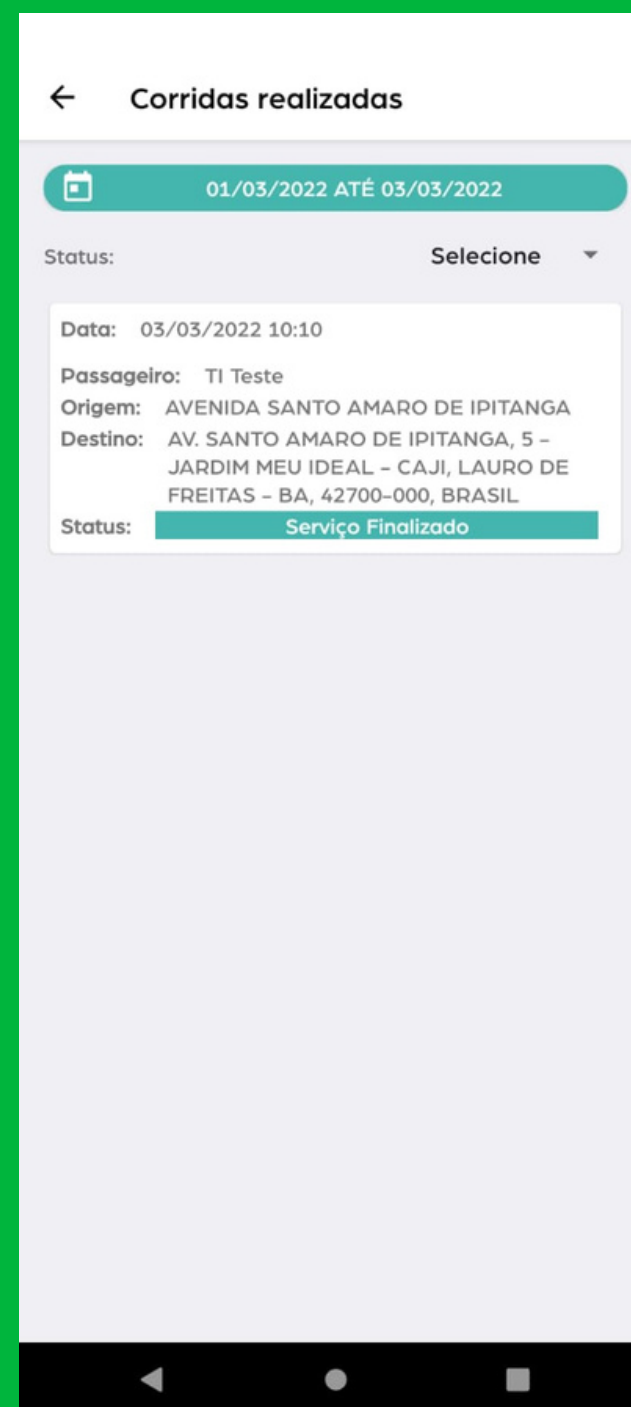 Corridas realizadas
01/03/2022 ATÉ 03/03/2022
Status: Selecione
Data: 03/03/2022 10:10
Passageiro: TI Teste
Origem: AVENIDA SANTO AMARO DE IPITANGA
Destino: AV. SANTO AMARO DE IPITANGA, 5 –
JARDIM MEU IDEAL – CAJI, LAURO DE
FREITAS – BA, 42700-000, BRASIL
Status: Serviço Finalizado